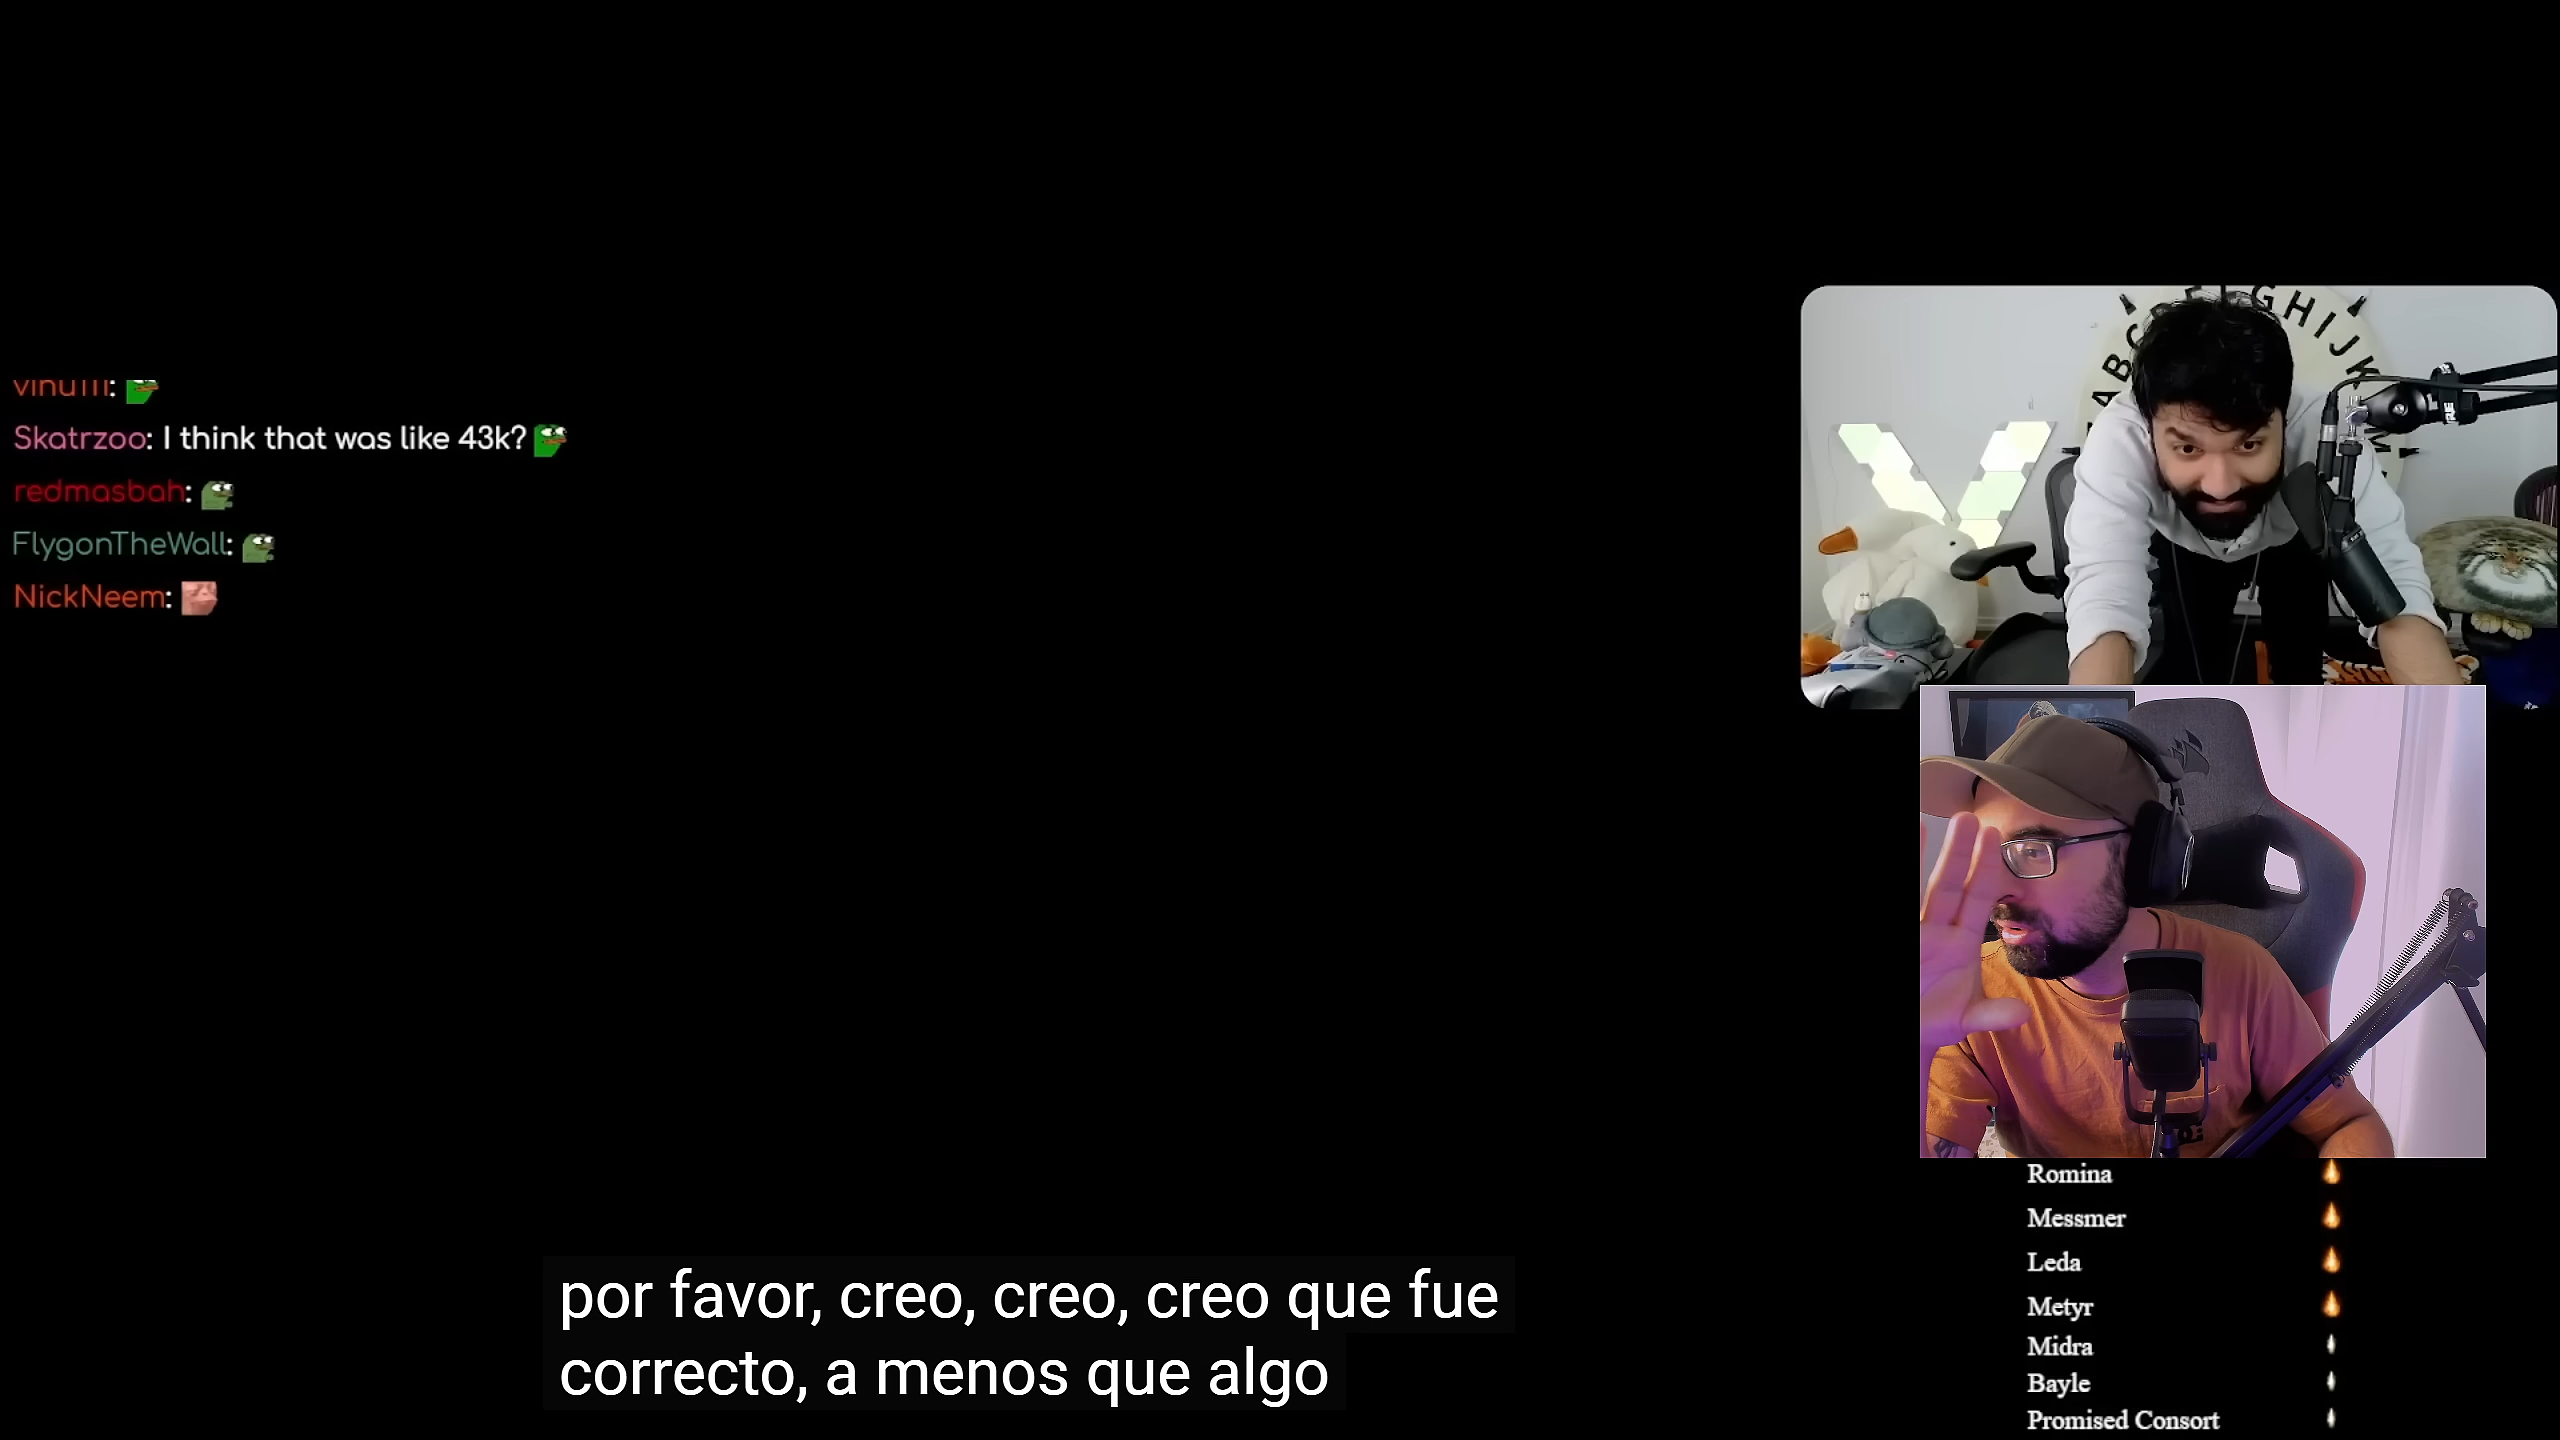 Skatrzoo: I think that was like 43k?
redmasbah:
FlygonTheWall:
NickNeem:
Romina
Messmer
Leda
Metyr
Midra
Bayle
Promised Consort
por favor, creo, creo, creo que fue
correcto, a menos que algo